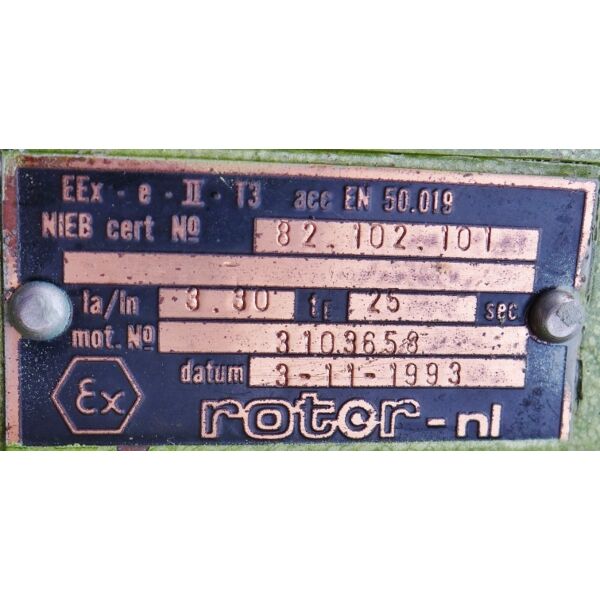 EEx - e - II - T3 acc EN 50.019
NIEB cert No 82.102.101
Ia/In 3.80 tE 25 sec
mot. No 3103658
datum 3-11-1993
Ex rotor-nl